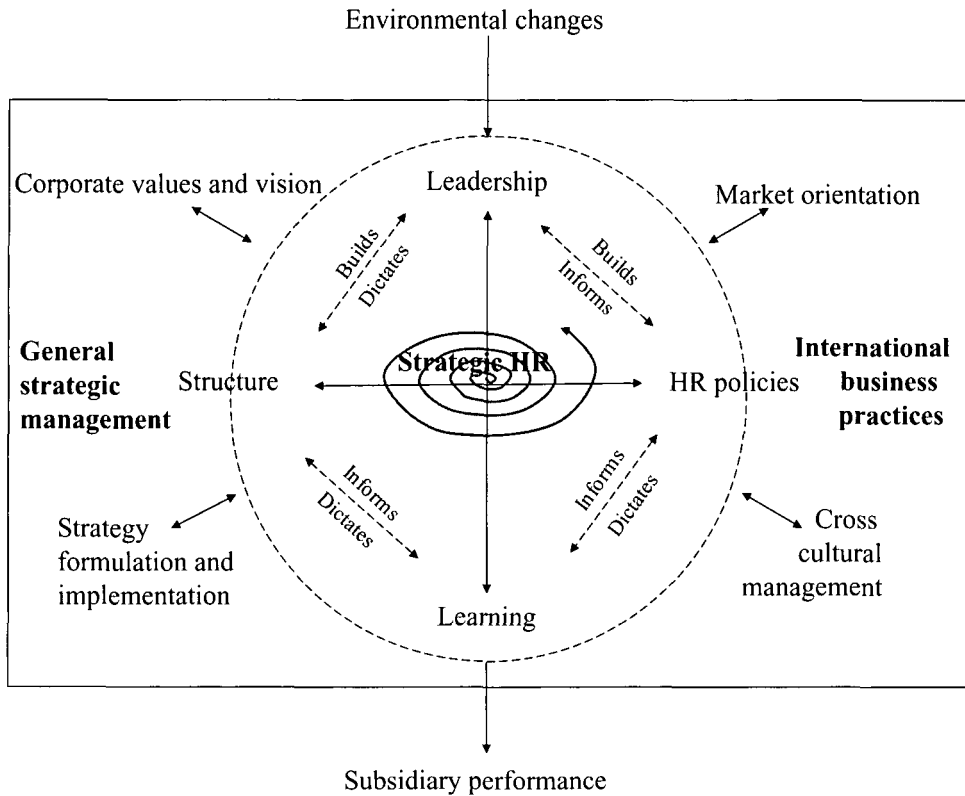 Environmental changes
Corporate values and vision
Leadership
Market orientation
Builds
Dictates
Builds
Informs
General
strategic
management
Structure
Strategic HR
HR policies
International
business
practices
Informs
Dictates
Informs
Dictates
Strategy
formulation and
implementation
Cross
cultural
management
Learning
Subsidiary performance